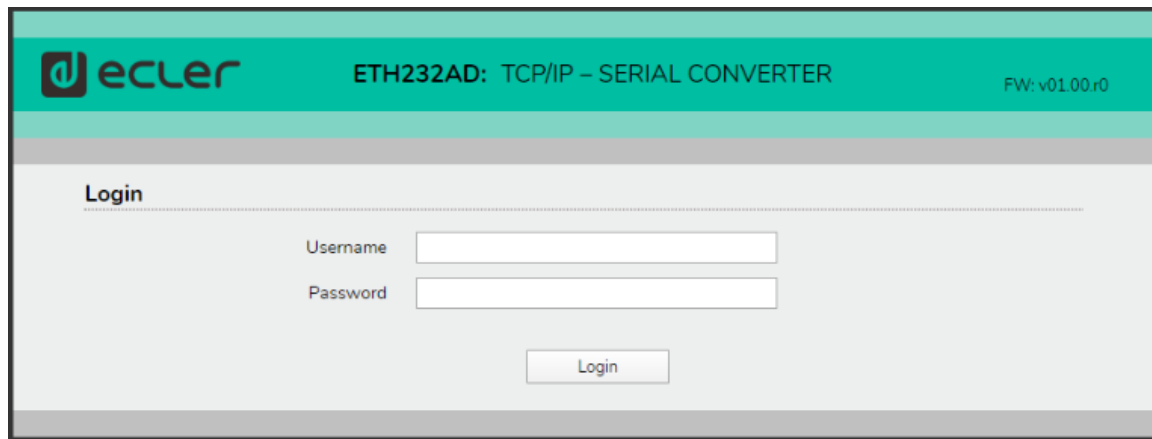 ecler
ETH232AD: TCP/IP – SERIAL CONVERTER
FW: v01.00.r0
Login
Username
Password
Login